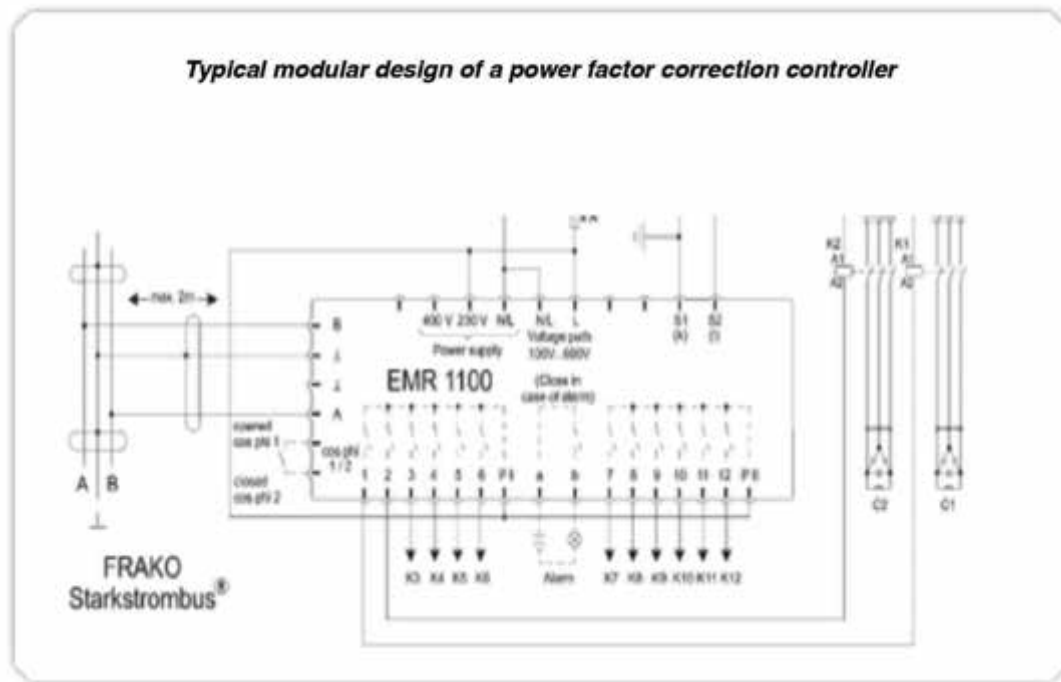 Typical modular design of a power factor correction controller
K2
A1
A2
K1
A1
A2
max. 2m
400 V 230 V N/L N/L L S1 S2
(k) (l)
Power supply
Voltage path
100V...600V
B
⊥
⊥
A
EMR 1100
(Close in
case of alarm)
opened
cos phi 1
cos phi
1 / 2
closed
cos phi 2
1 2 3 4 5 6 P I a b 7 8 9 10 11 12 P II
K3 K4 K5 K6 Alarm K7 K8 K9 K10 K11 K12
C2 C1
A B
FRAKO
Starkstrombus®